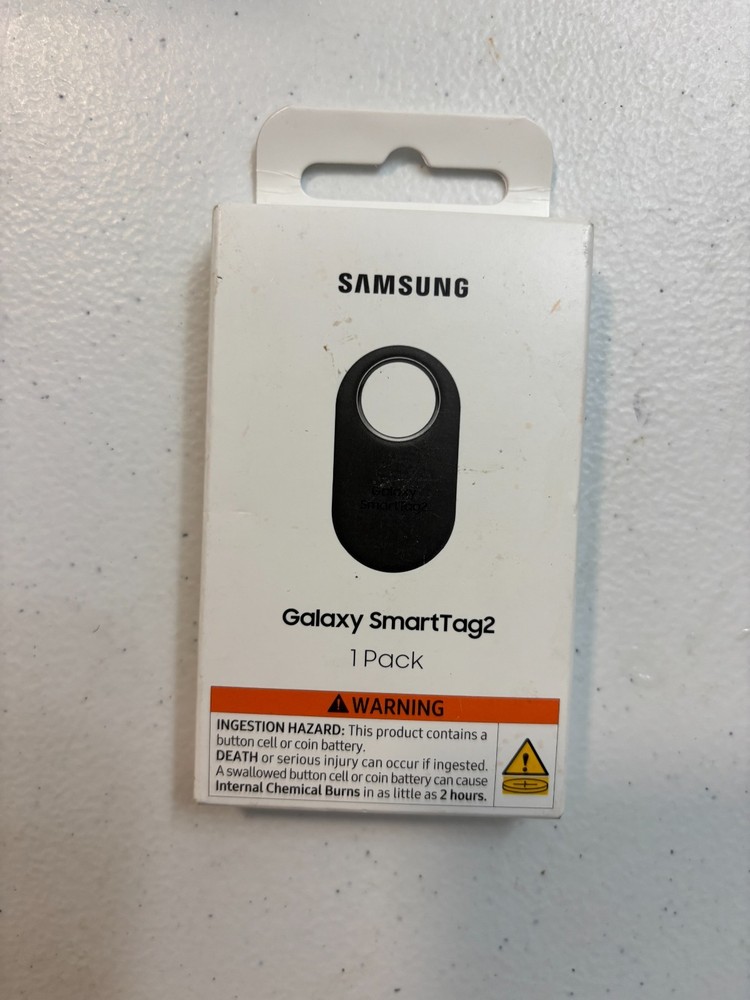 SAMSUNG
Galaxy
SmartTag2
Galaxy SmartTag2
1 Pack
WARNING
INGESTION HAZARD: This product contains a
button cell or coin battery.
DEATH or serious injury can occur if ingested.
A swallowed button cell or coin battery can cause
Internal Chemical Burns in as little as 2 hours.